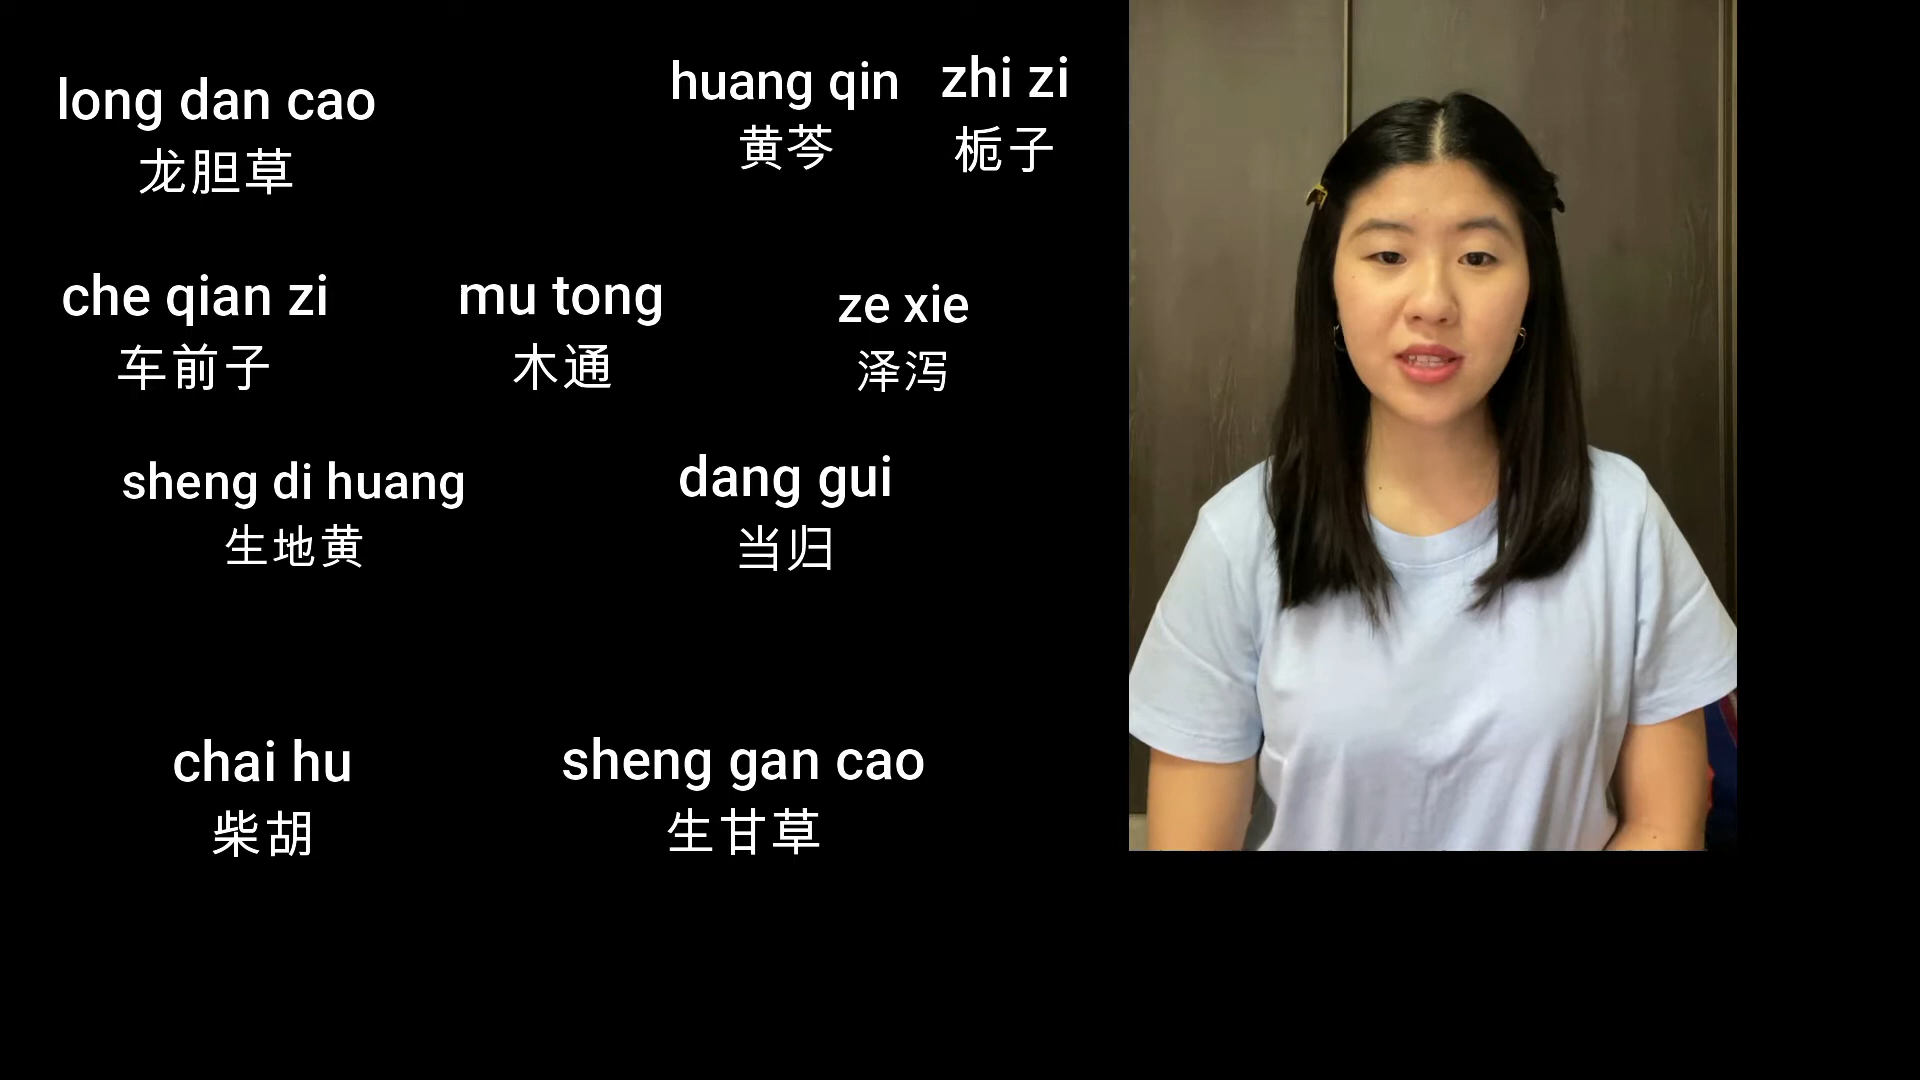 long dan cao
龙胆草
huang qin
黄芩
zhi zi
栀子
che qian zi
车前子
mu tong
木通
ze xie
泽泻
sheng di huang
生地黄
dang gui
当归
chai hu
柴胡
sheng gan cao
生甘草